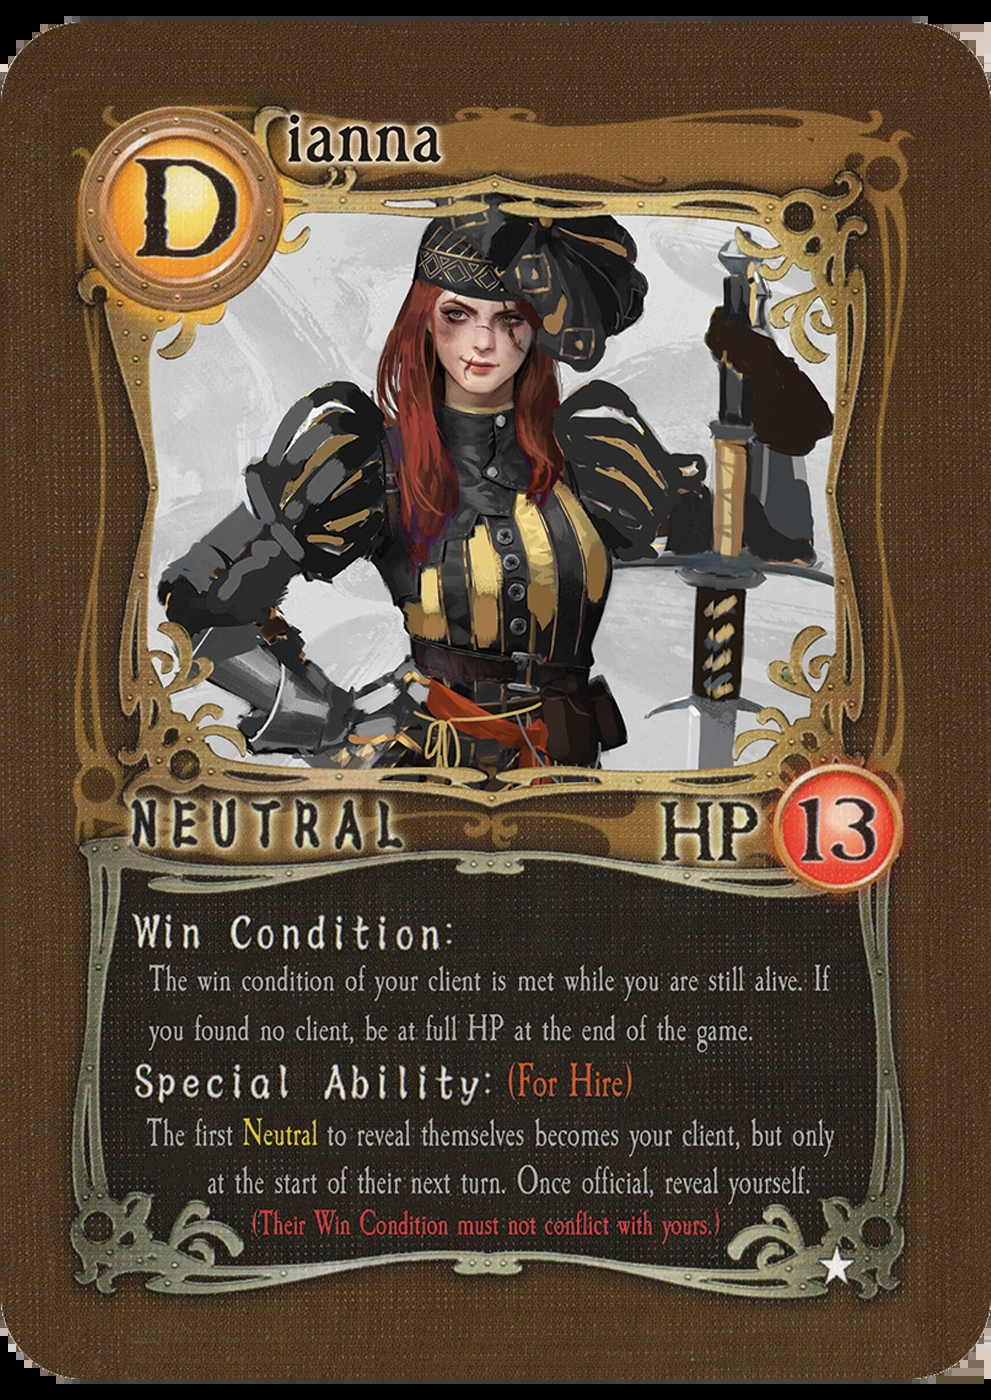 Dianna
NEUTRAL HP 13
Win Condition:
The win condition of your client is met while you are still alive. If
you found no client, be at full HP at the end of the game.
Special Ability: (For Hire)
The first Neutral to reveal themselves becomes your client, but only
at the start of their next turn. Once official, reveal yourself.
(Their Win Condition must not conflict with yours.)